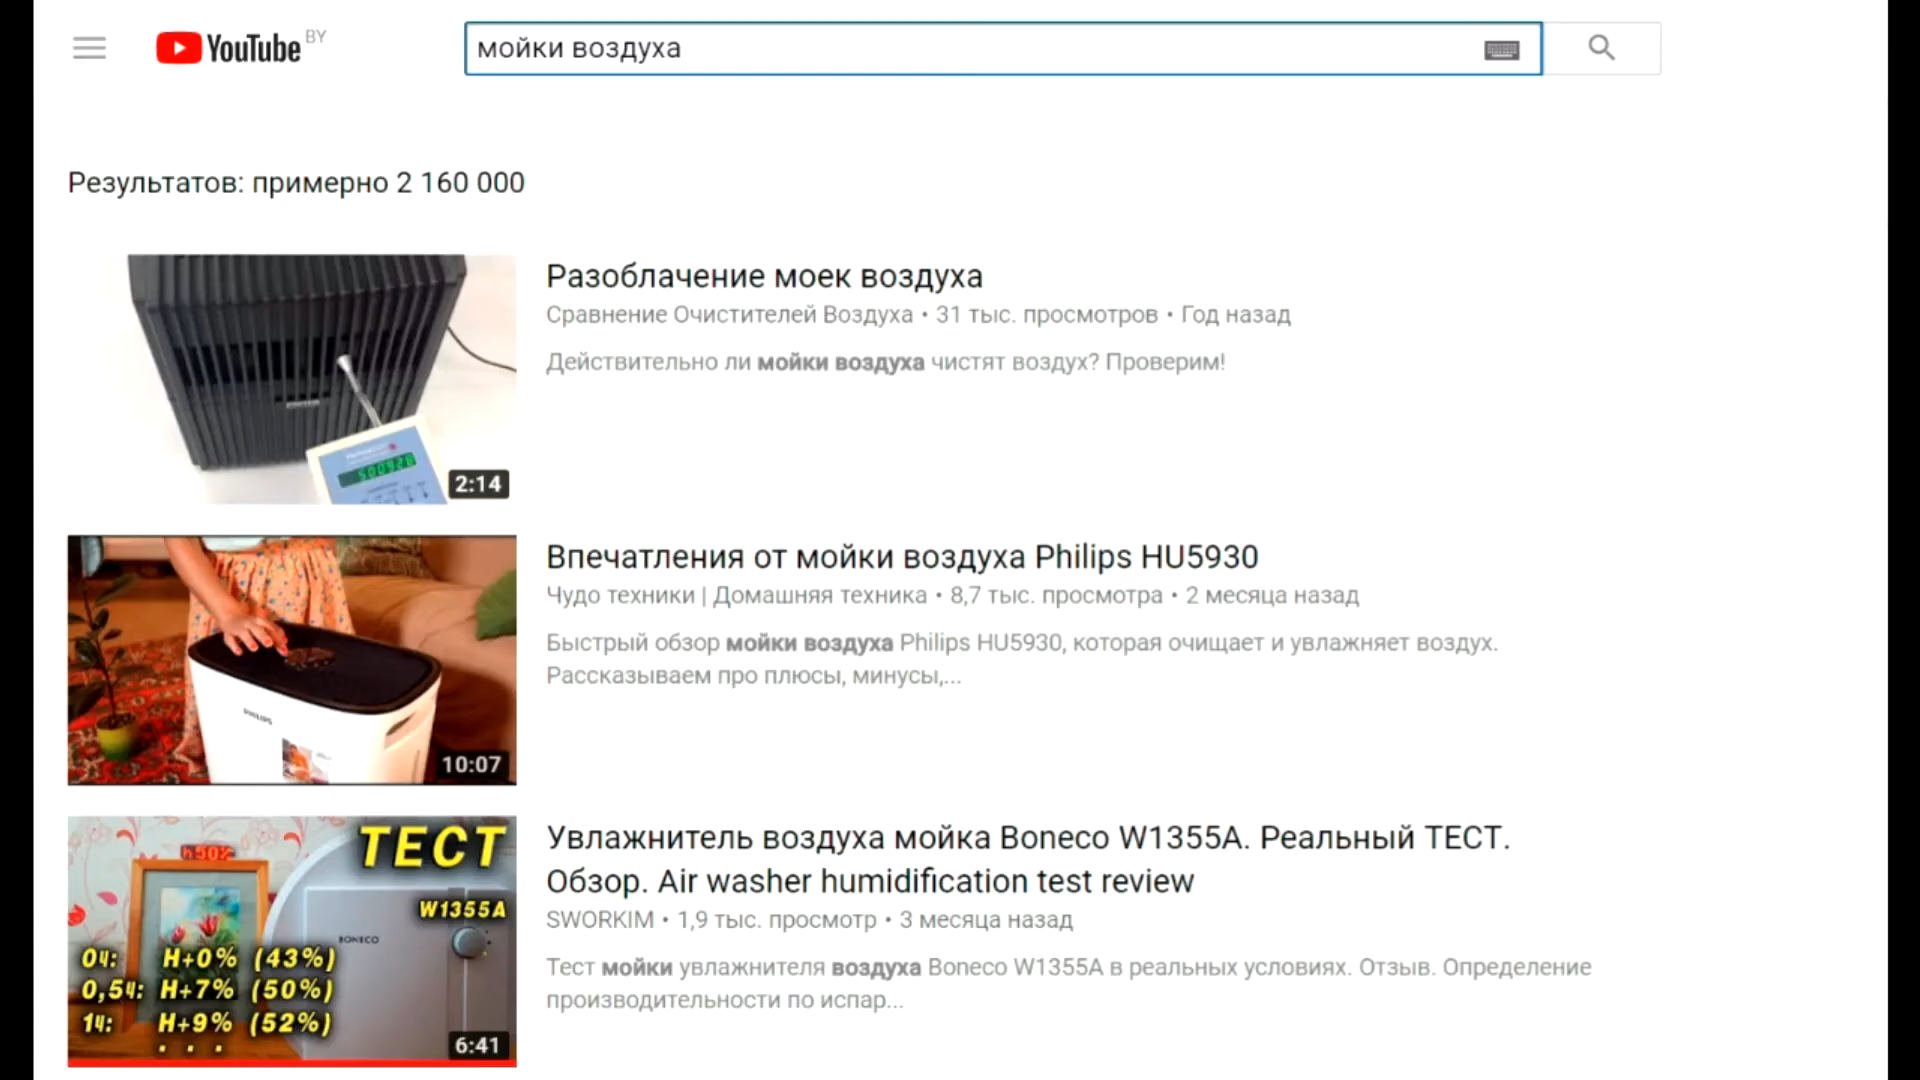 YouTube BY
мойки воздуха
Результатов: примерно 2 160 000
2:14
Разоблачение моек воздуха
Сравнение Очистителей Воздуха • 31 тыс. просмотров • Год назад
Действительно ли мойки воздуха чистят воздух? Проверим!
PHILIPS
10:07
Впечатления от мойки воздуха Philips HU5930
Чудо техники | Домашняя техника • 8,7 тыс. просмотра • 2 месяца назад
Быстрый обзор мойки воздуха Philips HU5930, которая очищает и увлажняет воздух.
Рассказываем про плюсы, минусы,...
ТЕСТ
h50%
W1355A
BONECO
0ч: H+0% (43%)
0,5ч: H+7% (50%)
1ч: H+9% (52%)
. . .
6:41
Увлажнитель воздуха мойка Boneco W1355A. Реальный ТЕСТ.
Обзор. Air washer humidification test review
SWORKIM • 1,9 тыс. просмотр • 3 месяца назад
Тест мойки увлажнителя воздуха Boneco W1355A в реальных условиях. Отзыв. Определение
производительности по испар...